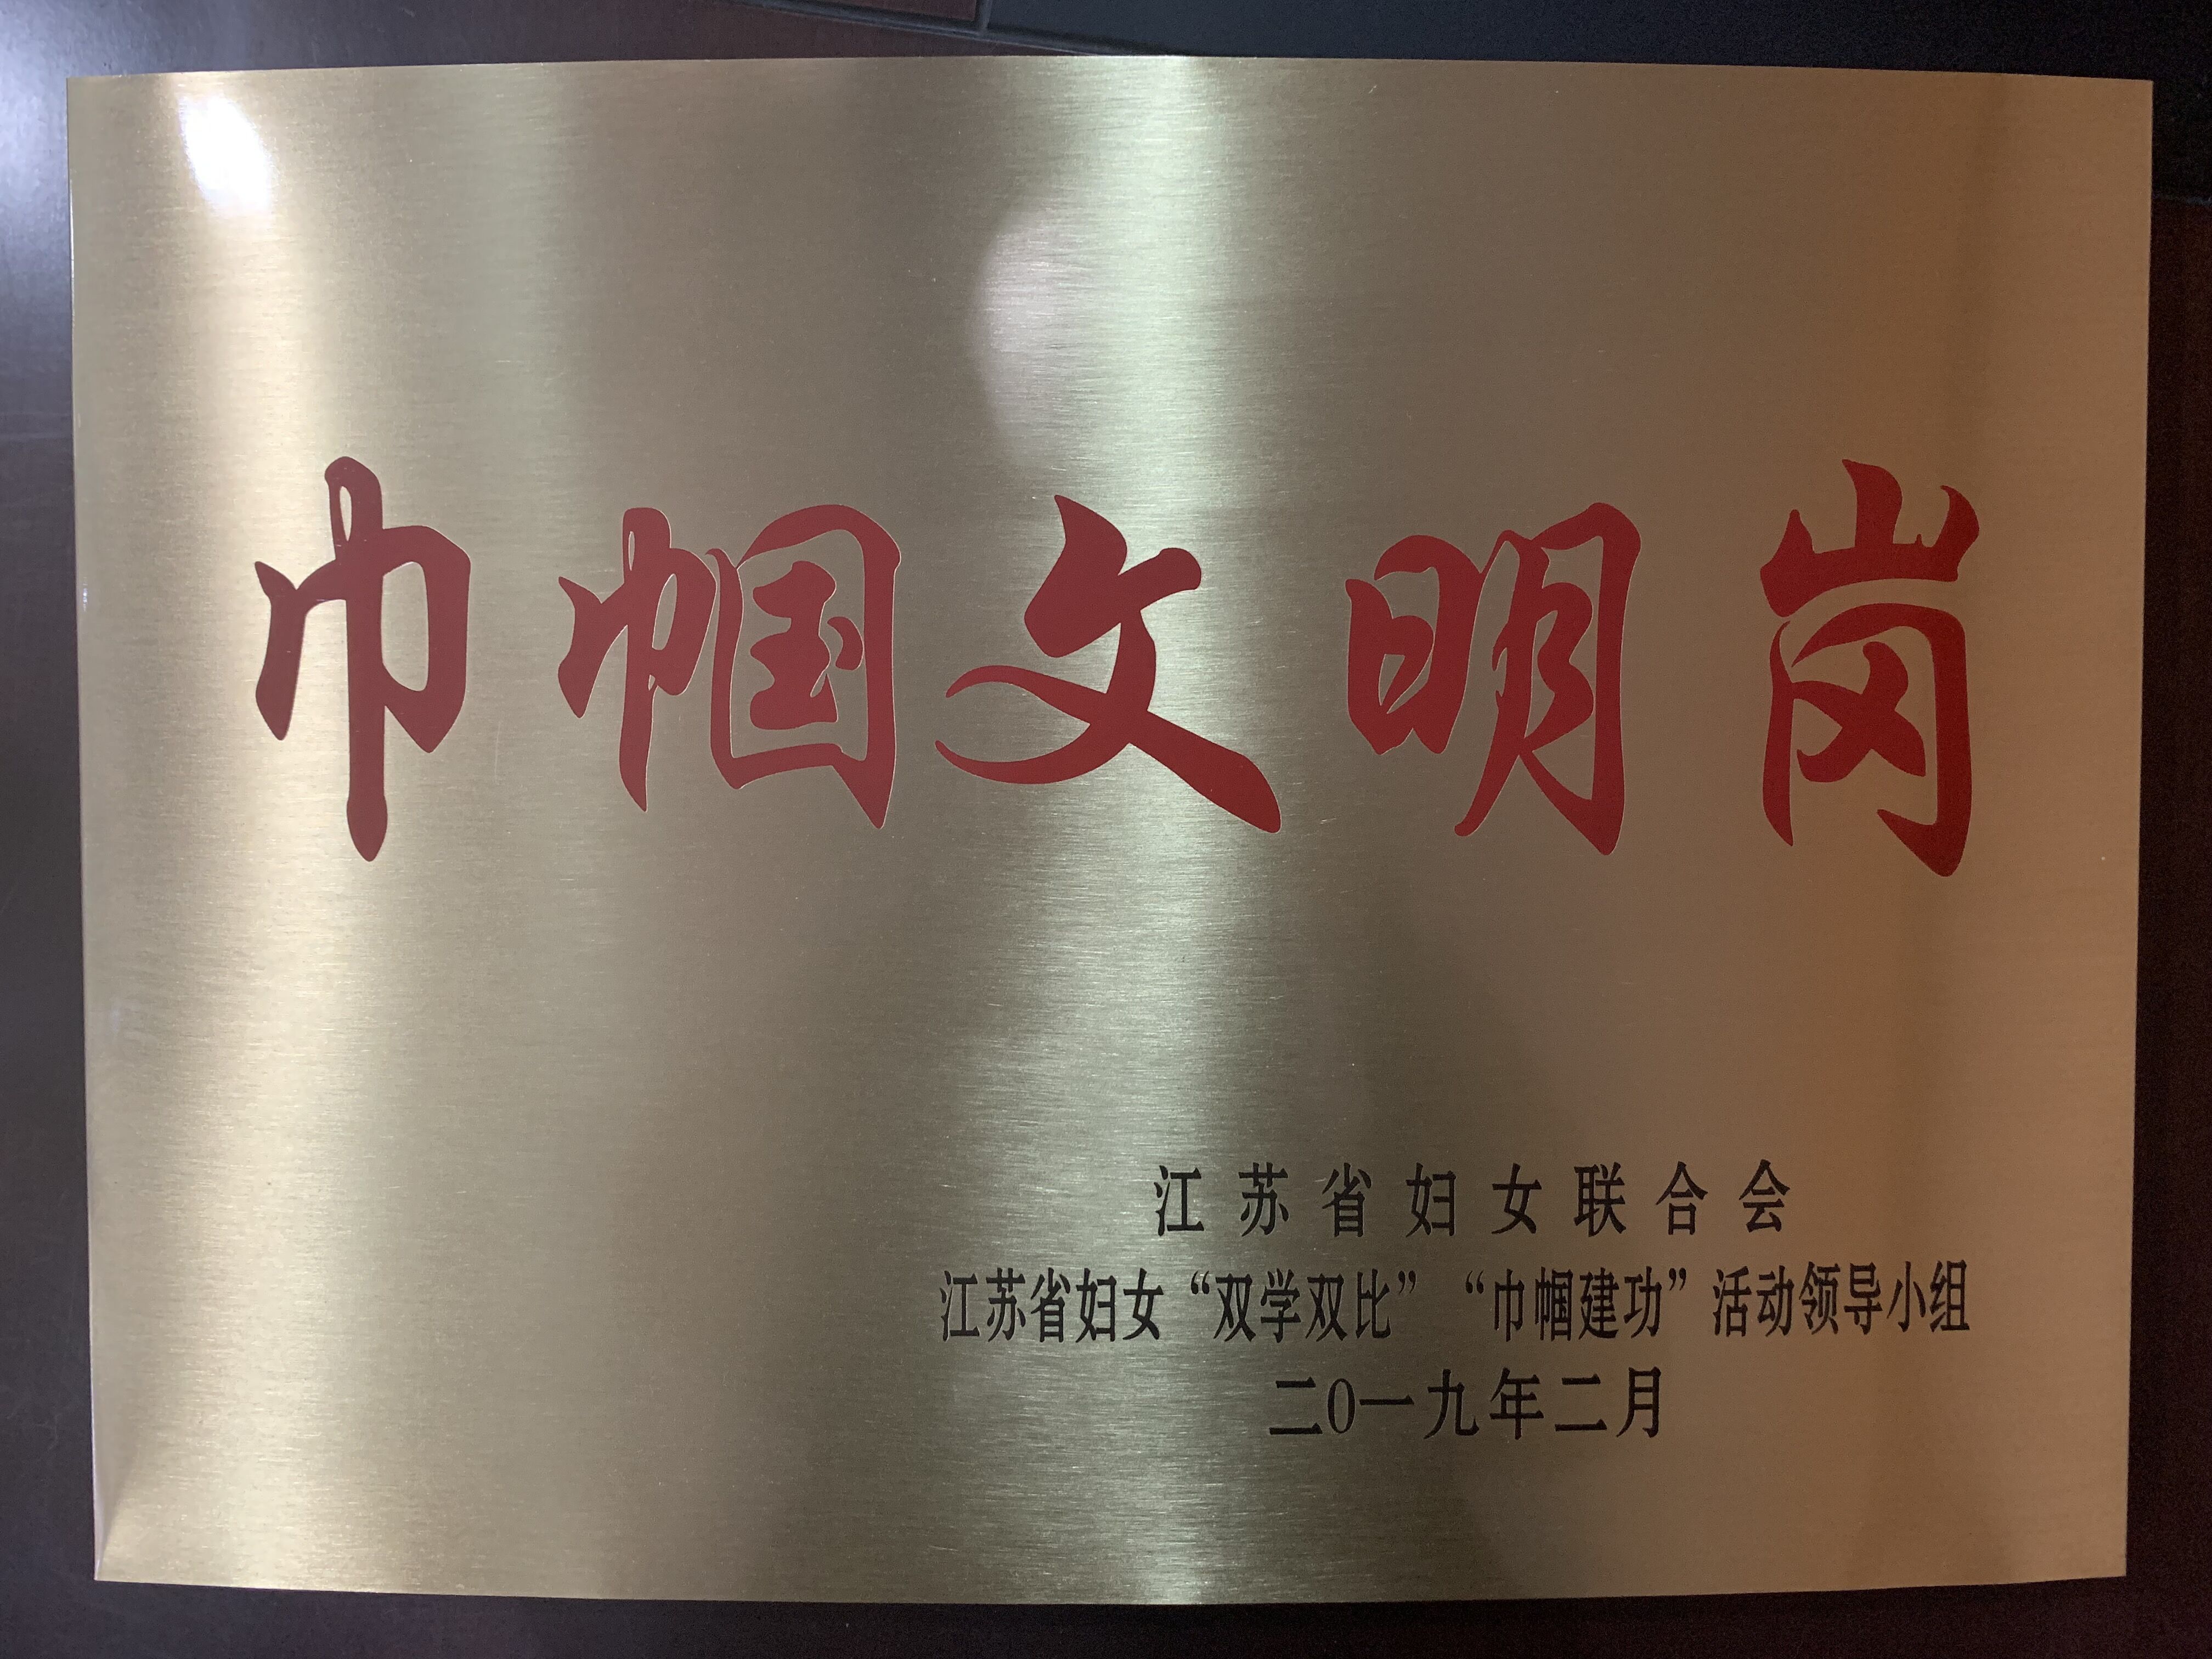 巾帼文明岗
江苏省妇女联合会
江苏省妇女“双学双比”“巾帼建功”活动领导小组
二0一九年二月